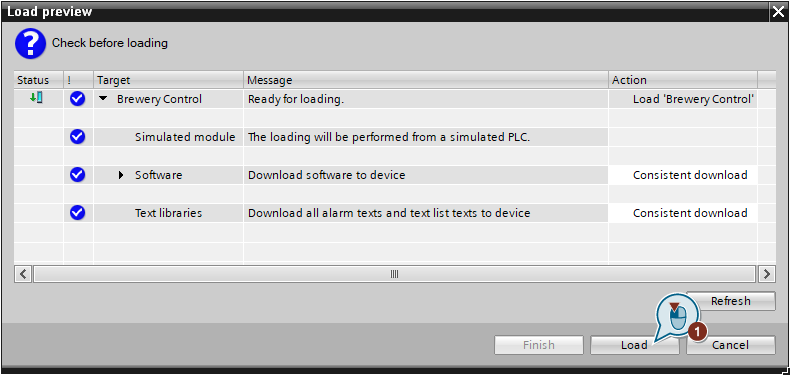 Load preview
?
Check before loading
Status ! Target Message Action
Brewery Control Ready for loading. Load 'Brewery Control'
Simulated module The loading will be performed from a simulated PLC.
Software Download software to device Consistent download
Text libraries Download all alarm texts and text list texts to device Consistent download
Refresh
1
Finish Load Cancel